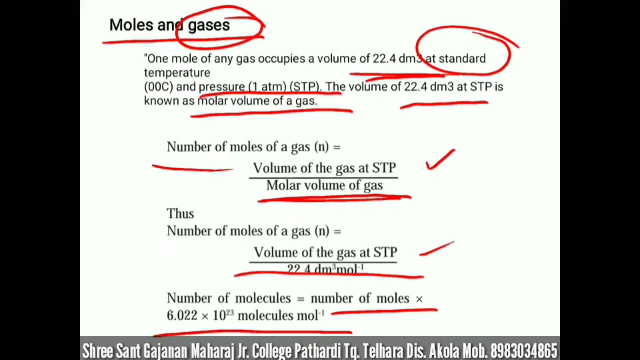 Moles and gases
"One mole of any gas occupies a volume of 22.4 dm3 at standard
temperature
(00C) and pressure (1 atm) (STP). The volume of 22.4 dm3 at STP is
known as molar volume of a gas.
Number of moles of a gas (n) =
Volume of the gas at STP
Molar volume of gas
Thus
Number of moles of a gas (n) =
Volume of the gas at STP
22.4 dm³mol⁻¹
Number of molecules = number of moles ×
6.022 × 10²³ molecules mol⁻¹
Shree Sant Gajanan Maharaj Jr. College Pathardi Tq. Telhara Dis. Akola Mob. 8983034865